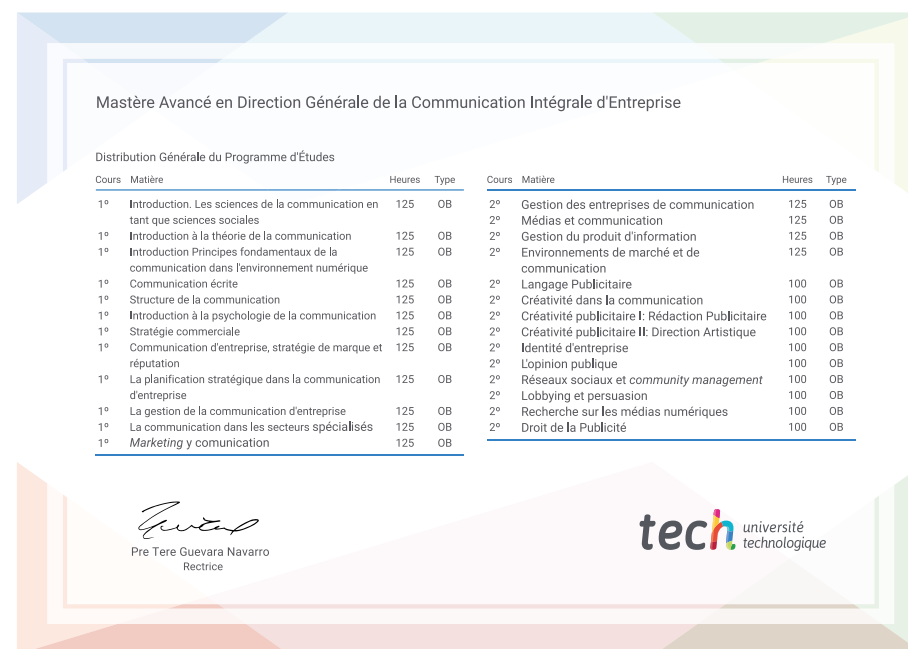 Mastère Avancé en Direction Générale de la Communication Intégrale d'Entreprise
Distribution Générale du Programme d'Études
Cours Matière Heures Type
1º Introduction. Les sciences de la communication en 125 OB
tant que sciences sociales
1º Introduction à la théorie de la communication 125 OB
1º Introduction Principes fondamentaux de la 125 OB
communication dans l'environnement numérique
1º Communication écrite 125 OB
1º Structure de la communication 125 OB
1º Introduction à la psychologie de la communication 125 OB
1º Stratégie commerciale 125 OB
1º Communication d'entreprise, stratégie de marque et 125 OB
réputation
1º La planification stratégique dans la communication 125 OB
d'entreprise
1º La gestion de la communication d'entreprise 125 OB
1º La communication dans les secteurs spécialisés 125 OB
1º Marketing y comunication 125 OB
Cours Matière Heures Type
2º Gestion des entreprises de communication 125 OB
2º Médias et communication 125 OB
2º Gestion du produit d'information 125 OB
2º Environnements de marché et de 125 OB
communication
2º Langage Publicitaire 100 OB
2º Créativité dans la communication 100 OB
2º Créativité publicitaire I: Rédaction Publicitaire 100 OB
2º Créativité publicitaire II: Direction Artistique 100 OB
2º Identité d'entreprise 100 OB
2º L'opinion publique 100 OB
2º Réseaux sociaux et community management 100 OB
2º Lobbying et persuasion 100 OB
2º Recherche sur les médias numériques 100 OB
2º Droit de la Publicité 100 OB
Pre Tere Guevara Navarro
Rectrice
tech université
technologique